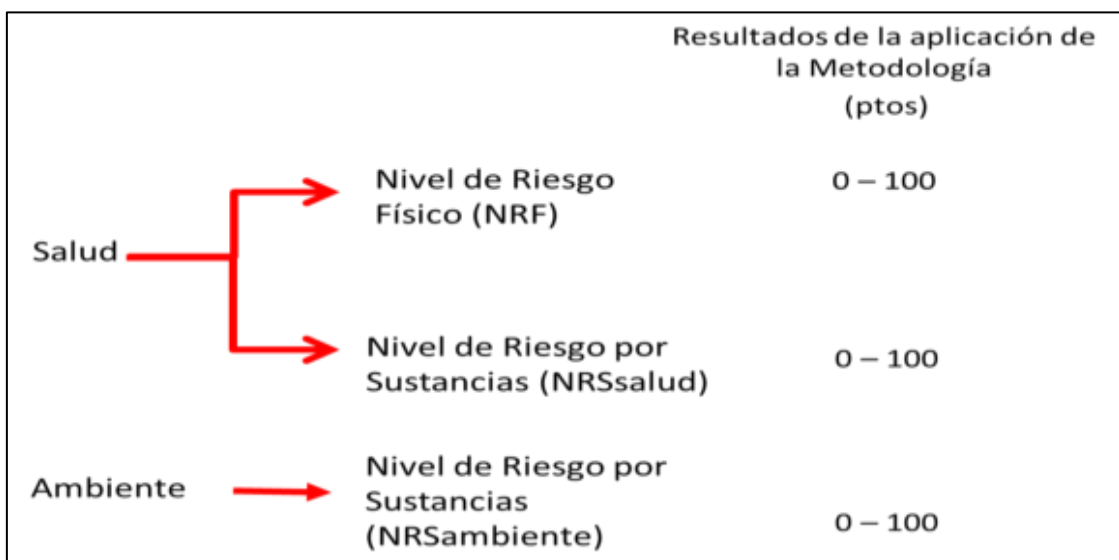 Resultados de la aplicación de
la Metodología
(ptos)
Nivel de Riesgo
Físico (NRF)
0 – 100
Salud
Nivel de Riesgo por
Sustancias (NRSsalud)
0 – 100
Ambiente
Nivel de Riesgo por
Sustancias
(NRSambiente)
0 – 100